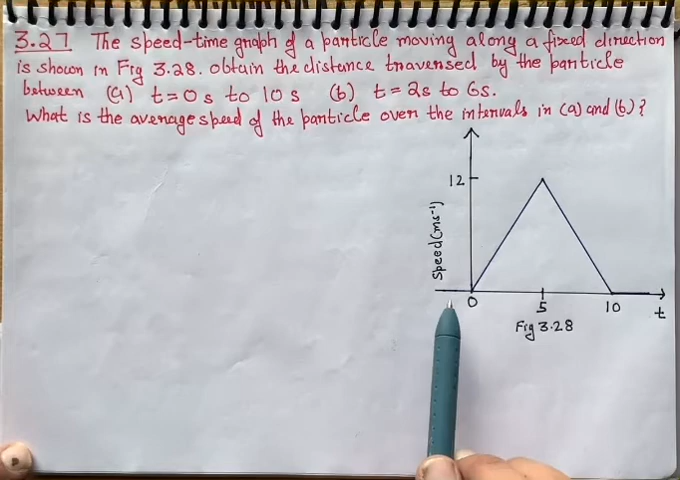 3.27 The speed-time graph of a particle moving along a fixed direction
is shown in Fig 3.28. obtain the distance traversed by the particle
between (a) t=0s to 10s (b) t=2s to 6s.
What is the average speed of the particle over the intervals in (a) and (b)?
12
Speed(ms⁻¹)
0
5
10
t
Fig 3.28